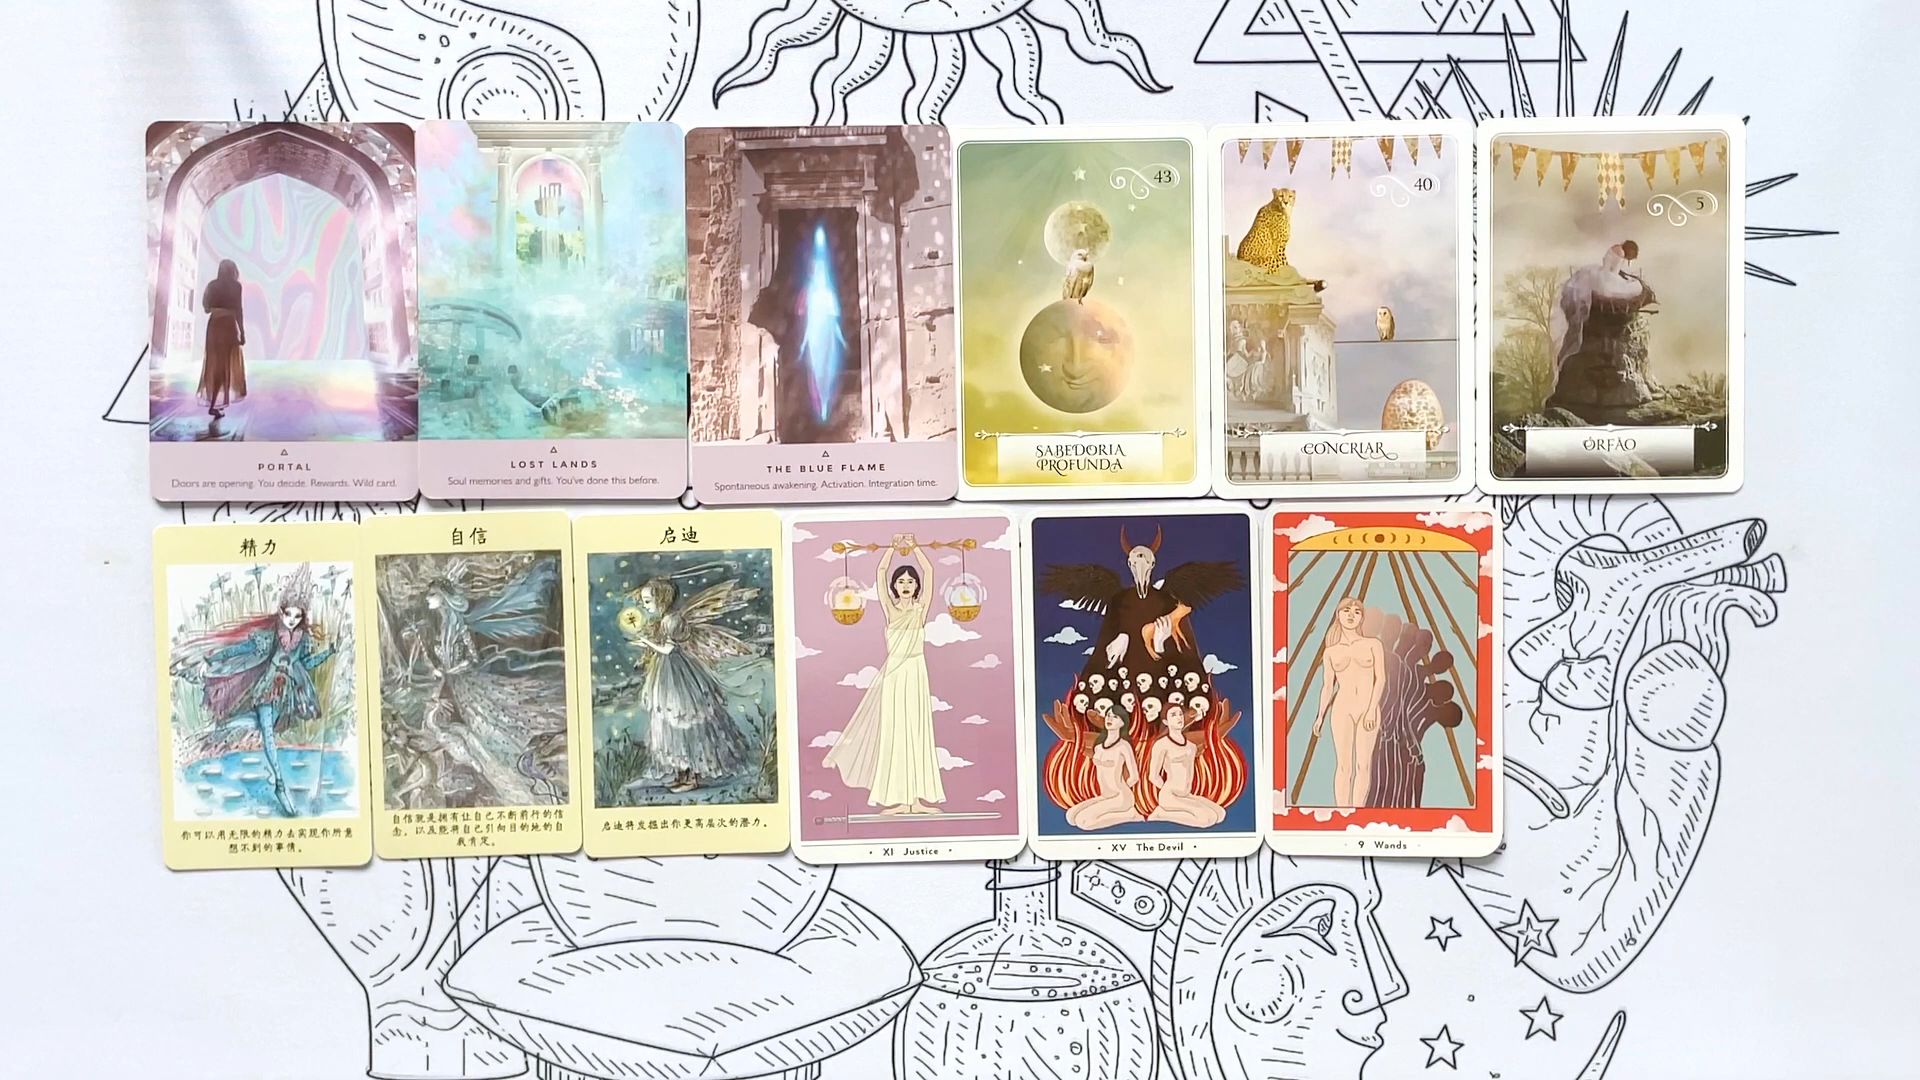 PORTAL
Doors are opening. You decide. Rewards. Wild card.
LOST LANDS
Soul memories and gifts. You've done this before.
THE BLUE FLAME
Spontaneous awakening. Activation. Integration time.
43
SABEDORIA
PROFUNDA
40
CONCRIAR
5
ÓRFÃO
精力
你可以用无限的精力去实现你所意
想不到的事情。
自信
自信就是拥有让自己不断前行的信
念，以及能将自己引向目的地的自
我肯定。
启迪
启迪将发掘出你更高层次的潜力。
· XI Justice ·
· XV The Devil ·
· 9 Wands ·